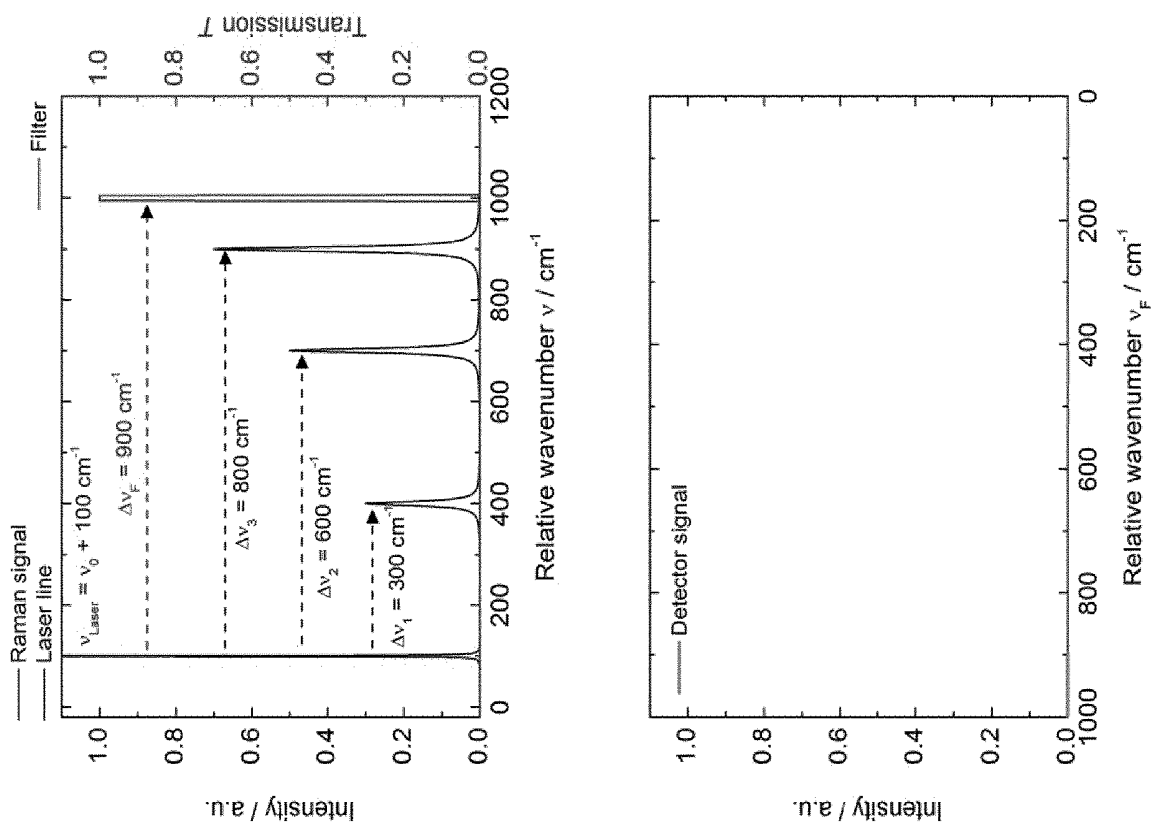 Raman signal
Laser line
Filter
Intensity / a.u.
1.0
0.8
0.6
0.4
0.2
0.0
Transmission T
1.0
0.8
0.6
0.4
0.2
0.0
ν_Laser = ν_0 + 100 cm⁻¹
Δν_F = 900 cm⁻¹
Δν_3 = 800 cm⁻¹
Δν_2 = 600 cm⁻¹
Δν_1 = 300 cm⁻¹
0 200 400 600 800 1000 1200
Relative wavenumber ν / cm⁻¹
Detector signal
Intensity / a.u.
1.0
0.8
0.6
0.4
0.2
0.0
1000 800 600 400 200 0
Relative wavenumber ν_F / cm⁻¹